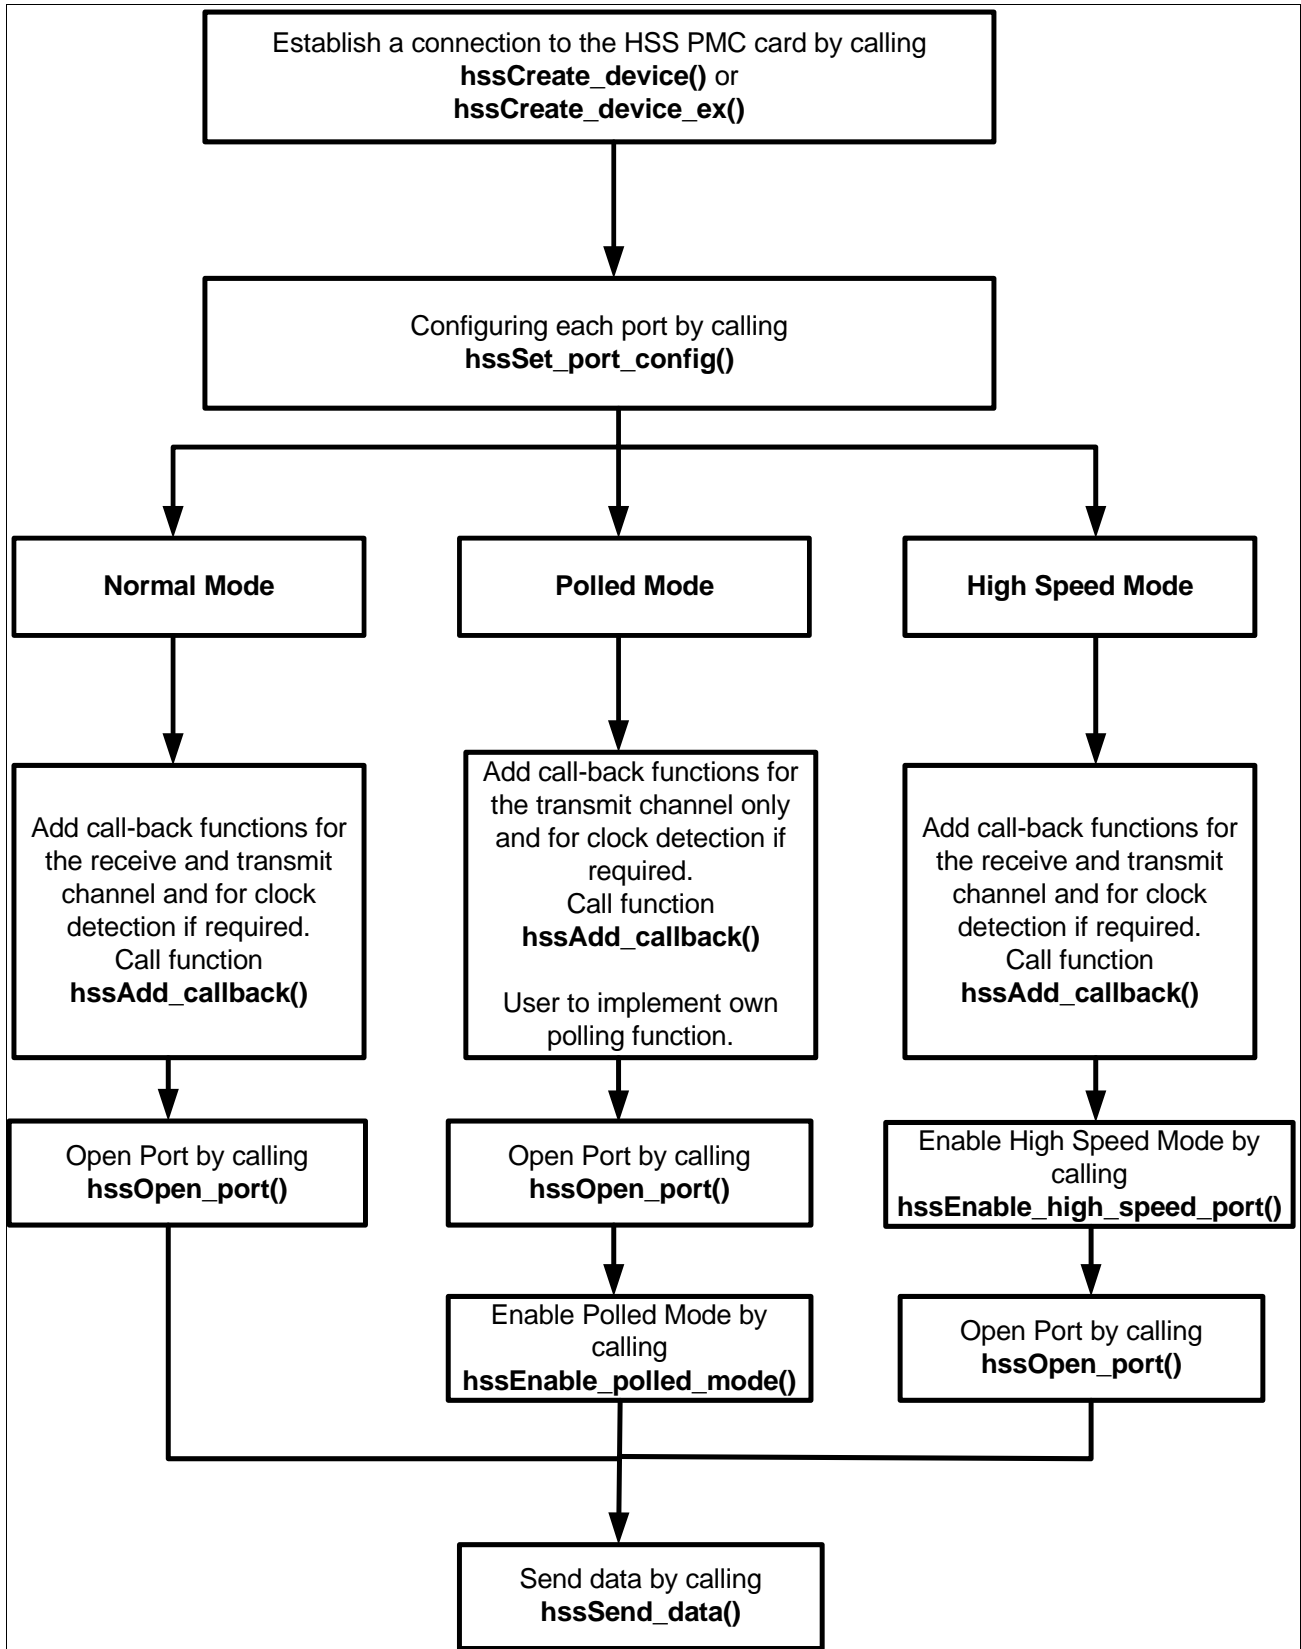 Establish a connection to the HSS PMC card by calling
hssCreate_device() or
hssCreate_device_ex()
Configuring each port by calling
hssSet_port_config()
Normal Mode
Polled Mode
High Speed Mode
Add call-back functions for
the receive and transmit
channel and for clock
detection if required.
Call function
hssAdd_callback()
Add call-back functions for
the transmit channel only
and for clock detection if
required.
Call function
hssAdd_callback()
User to implement own
polling function.
Add call-back functions for
the receive and transmit
channel and for clock
detection if required.
Call function
hssAdd_callback()
Open Port by calling
hssOpen_port()
Open Port by calling
hssOpen_port()
Enable High Speed Mode by
calling
hssEnable_high_speed_port()
Enable Polled Mode by
calling
hssEnable_polled_mode()
Open Port by calling
hssOpen_port()
Send data by calling
hssSend_data()